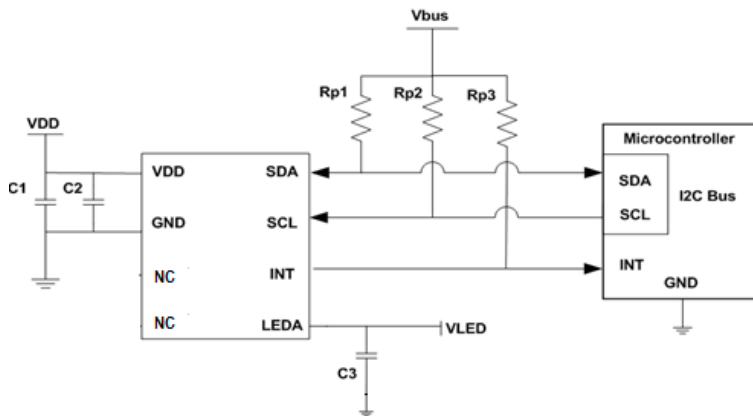 Vbus
Rp1 Rp2 Rp3
VDD
Microcontroller
C1 C2
VDD SDA
SDA
I2C Bus
GND SCL
SCL
NC INT
INT
GND
NC LEDA
VLED
C3